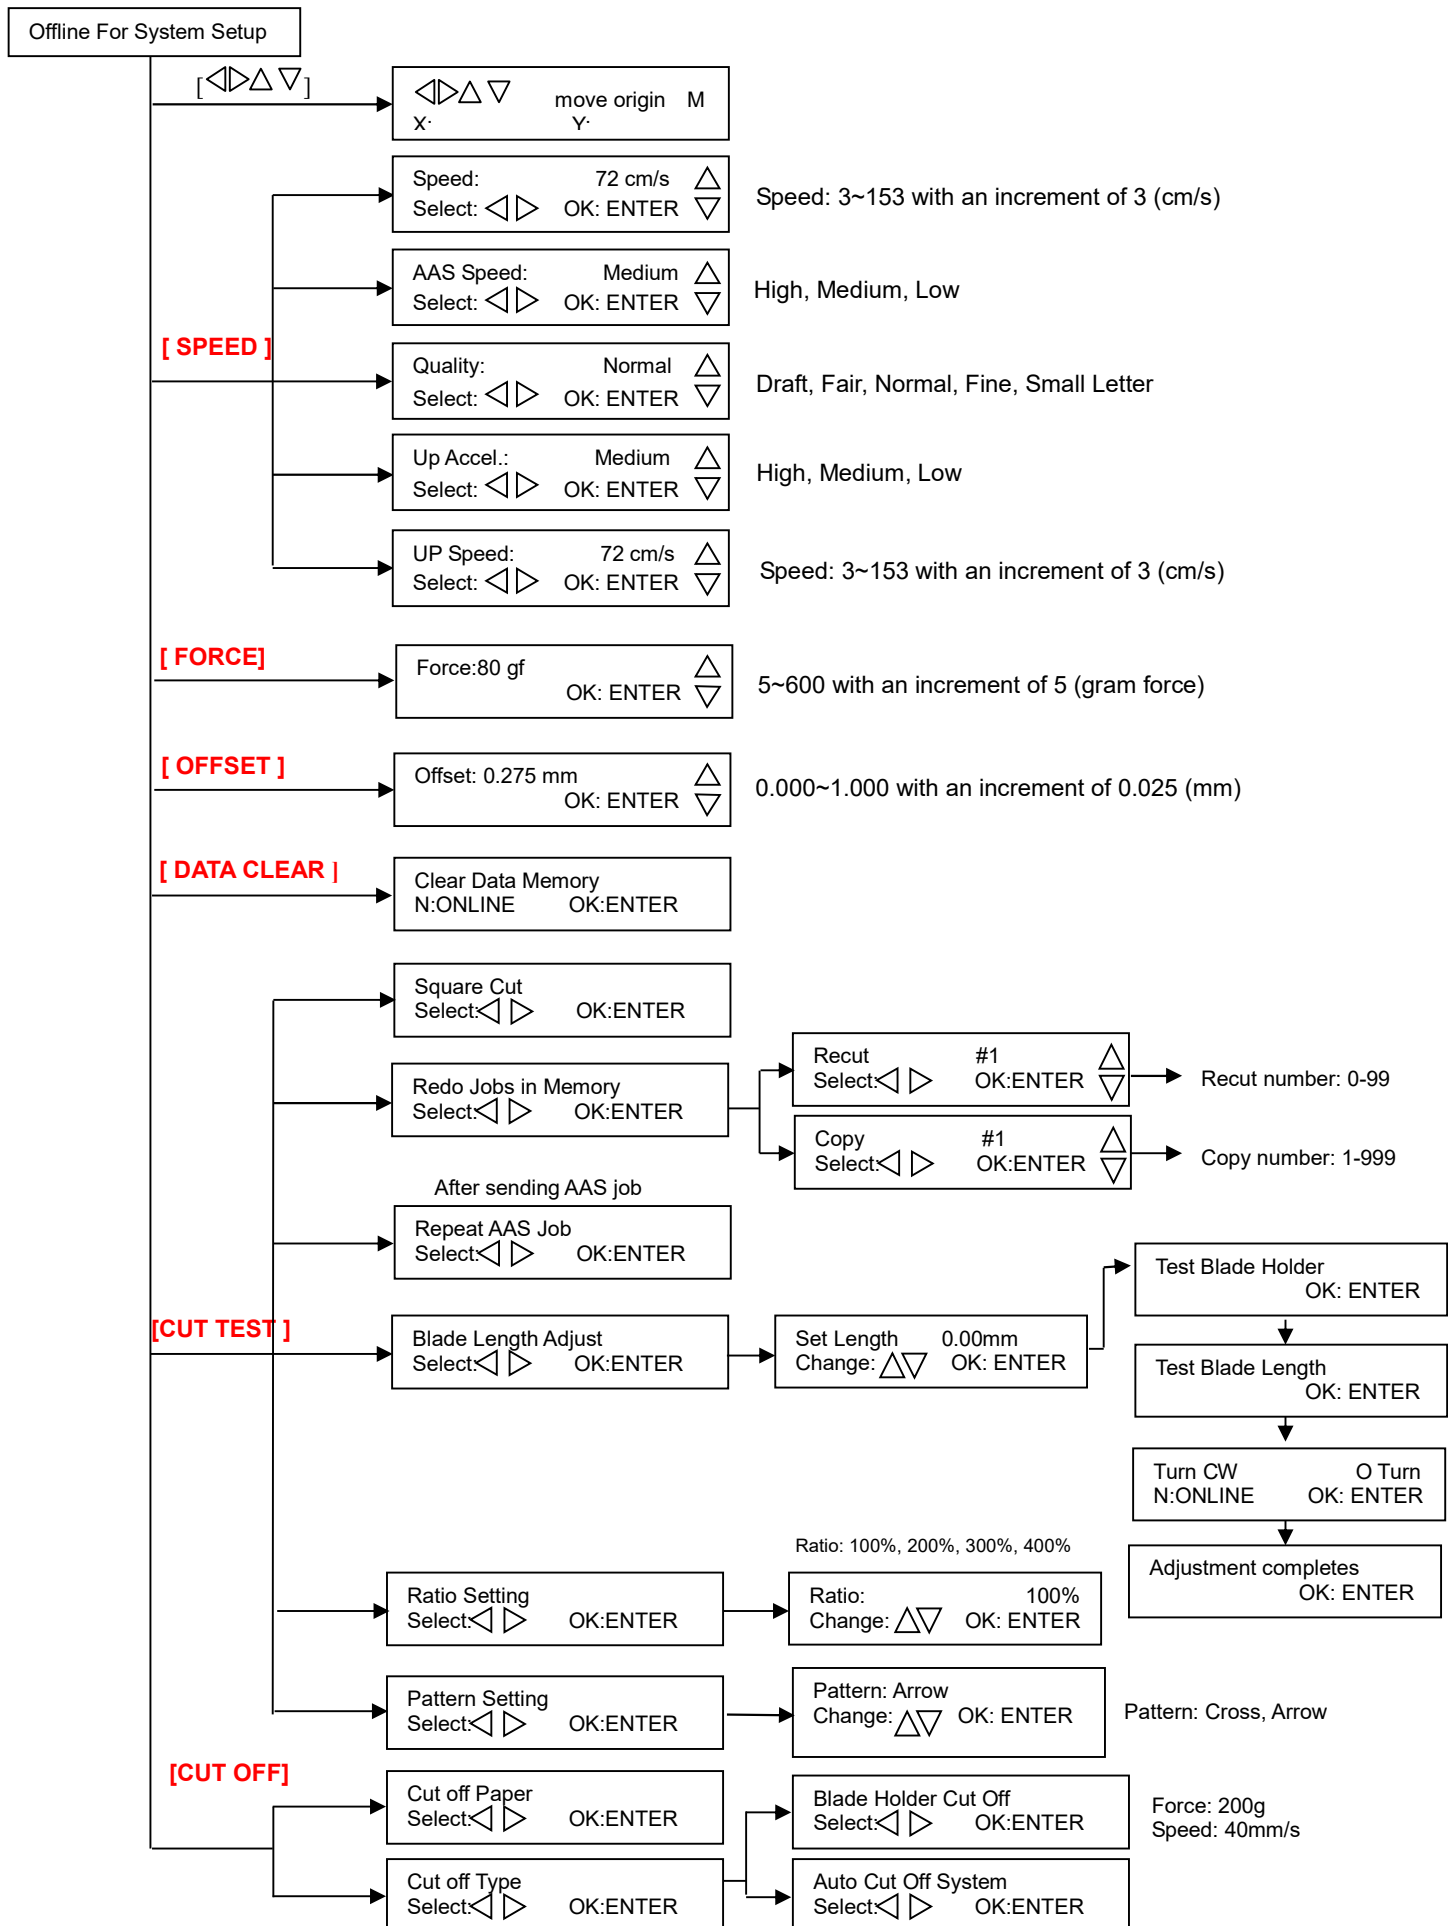 Offline For System Setup
[◁▷△ ▽]
◁▷△ ▽ move origin M
X: Y:
Speed: 72 cm/s △
Select: ◁ ▷ OK: ENTER ▽
Speed: 3~153 with an increment of 3 (cm/s)
AAS Speed: Medium △
Select: ◁ ▷ OK: ENTER ▽
High, Medium, Low
[ SPEED ]
Quality: Normal △
Select: ◁ ▷ OK: ENTER ▽
Draft, Fair, Normal, Fine, Small Letter
Up Accel.: Medium △
Select: ◁ ▷ OK: ENTER ▽
High, Medium, Low
UP Speed: 72 cm/s △
Select: ◁ ▷ OK: ENTER ▽
Speed: 3~153 with an increment of 3 (cm/s)
[ FORCE]
Force:80 gf △
OK: ENTER ▽
5~600 with an increment of 5 (gram force)
[ OFFSET ]
Offset: 0.275 mm △
OK: ENTER ▽
0.000~1.000 with an increment of 0.025 (mm)
[ DATA CLEAR ]
Clear Data Memory
N:ONLINE OK:ENTER
Square Cut
Select:◁ ▷ OK:ENTER
Redo Jobs in Memory
Select:◁ ▷ OK:ENTER
Recut #1 △
Select:◁ ▷ OK:ENTER ▽
Recut number: 0-99
Copy #1 △
Select:◁ ▷ OK:ENTER ▽
Copy number: 1-999
After sending AAS job
Repeat AAS Job
Select:◁ ▷ OK:ENTER
[CUT TEST ]
Blade Length Adjust
Select:◁ ▷ OK:ENTER
Set Length 0.00mm
Change: △▽ OK: ENTER
Test Blade Holder
OK: ENTER
Test Blade Length
OK: ENTER
Turn CW O Turn
N:ONLINE OK: ENTER
Adjustment completes
OK: ENTER
Ratio Setting
Select:◁ ▷ OK:ENTER
Ratio: 100%, 200%, 300%, 400%
Ratio: 100%
Change: △▽ OK: ENTER
Pattern Setting
Select:◁ ▷ OK:ENTER
Pattern: Arrow
Change: △▽ OK: ENTER
Pattern: Cross, Arrow
[CUT OFF]
Cut off Paper
Select:◁ ▷ OK:ENTER
Cut off Type
Select:◁ ▷ OK:ENTER
Blade Holder Cut Off
Select:◁ ▷ OK:ENTER
Force: 200g
Speed: 40mm/s
Auto Cut Off System
Select:◁ ▷ OK:ENTER